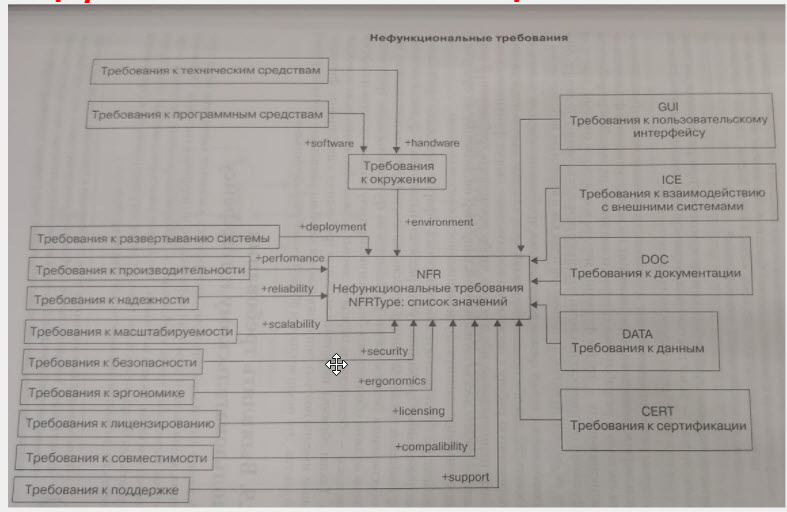 Нефункциональные требования
Требования к техническим средствам
Требования к программным средствам
+software
+hardware
Требования
к окружению
+deployment
+environment
Требования к развертыванию системы
Требования к производительности
+perfomance
Требования к надежности
+reliability
Требования к масштабируемости
+scalability
Требования к безопасности
+security
Требования к эргономике
+ergonomics
Требования к лицензированию
+licensing
Требования к совместимости
+compalibility
Требования к поддержке
+support
NFR
Нефункциональные требования
NFRType: список значений
GUI
Требования к пользовательскому
интерфейсу
ICE
Требования к взаимодействию
с внешними системами
DOC
Требования к документации
DATA
Требования к данным
CERT
Требования к сертификации